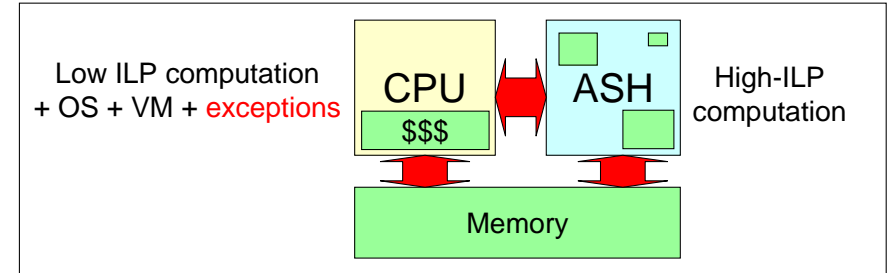 Low ILP computation
+ OS + VM + exceptions
CPU
$$$
ASH
High-ILP
computation
Memory